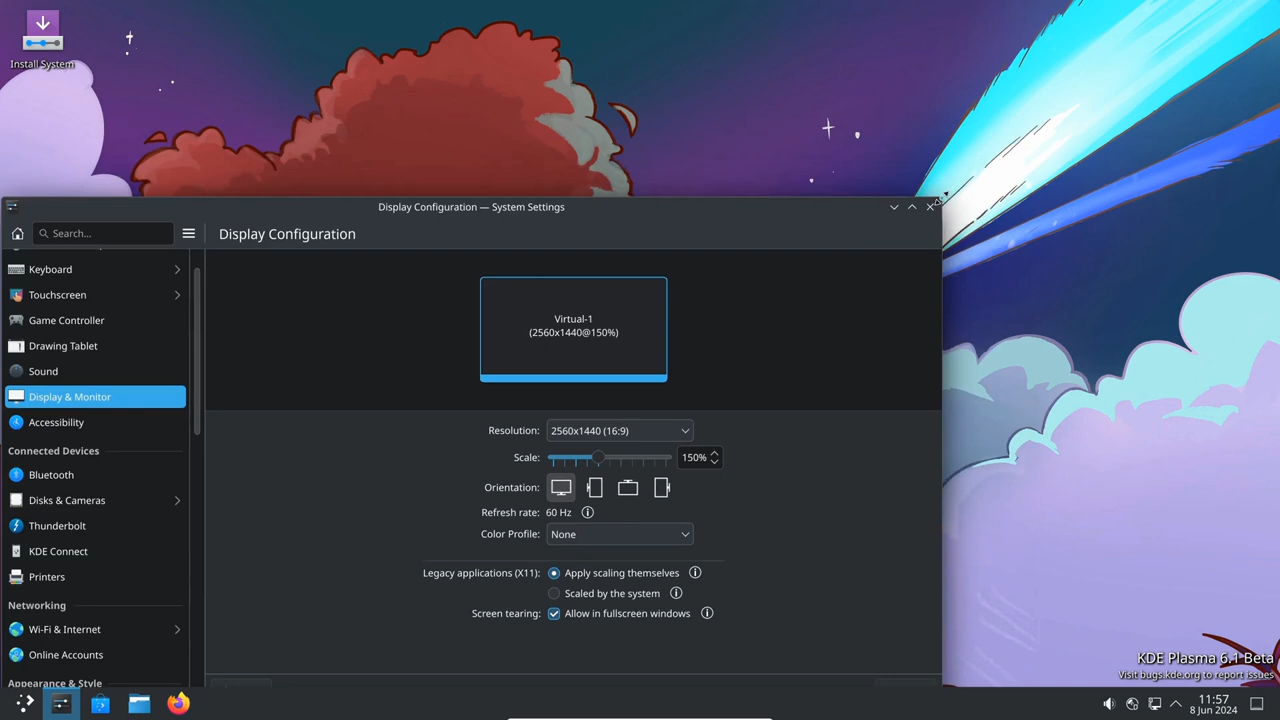 Install System
Display Configuration — System Settings
Search...
Display Configuration
Keyboard
Touchscreen
Game Controller
Drawing Tablet
Sound
Display & Monitor
Accessibility
Connected Devices
Bluetooth
Disks & Cameras
Thunderbolt
KDE Connect
Printers
Networking
Wi-Fi & Internet
Online Accounts
Appearance & Style
Virtual-1
(2560x1440@150%)
Resolution: 2560x1440 (16:9)
Scale: 150%
Orientation:
Refresh rate: 60 Hz
Color Profile: None
Legacy applications (X11): Apply scaling themselves
Scaled by the system
Screen tearing: Allow in fullscreen windows
KDE Plasma 6.1 Beta
Visit bugs.kde.org to report issues
11:57
8 Jun 2024